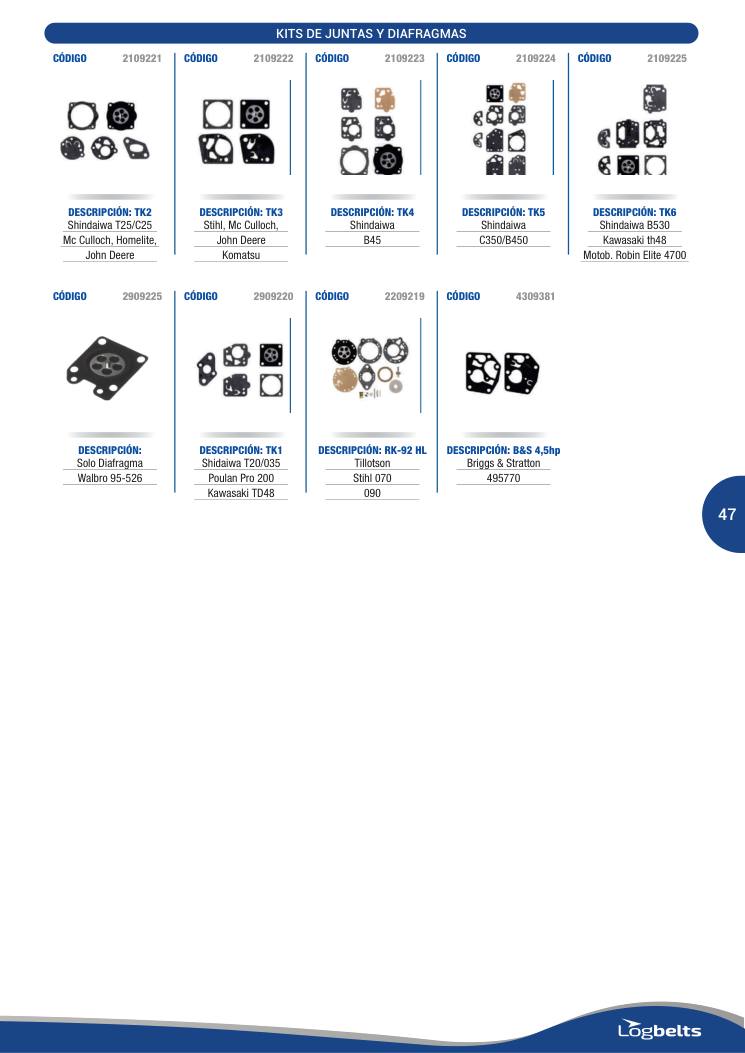 KITS DE JUNTAS Y DIAFRAGMAS
CÓDIGO 2109221
DESCRIPCIÓN: TK2
Shindaiwa T25/C25
Mc Culloch, Homelite,
John Deere
CÓDIGO 2109222
DESCRIPCIÓN: TK3
Stihl, Mc Culloch,
John Deere
Komatsu
CÓDIGO 2109223
DESCRIPCIÓN: TK4
Shindaiwa
B45
CÓDIGO 2109224
DESCRIPCIÓN: TK5
Shindaiwa
C350/B450
CÓDIGO 2109225
DESCRIPCIÓN: TK6
Shindaiwa B530
Kawasaki th48
Motob. Robin Elite 4700
CÓDIGO 2909225
DESCRIPCIÓN:
Solo Diafragma
Walbro 95-526
CÓDIGO 2909220
DESCRIPCIÓN: TK1
Shidaiwa T20/035
Poulan Pro 200
Kawasaki TD48
CÓDIGO 2209219
DESCRIPCIÓN: RK-92 HL
Tillotson
Stihl 070
090
CÓDIGO 4309381
DESCRIPCIÓN: B&S 4,5hp
Briggs & Stratton
495770
47
Logbelts